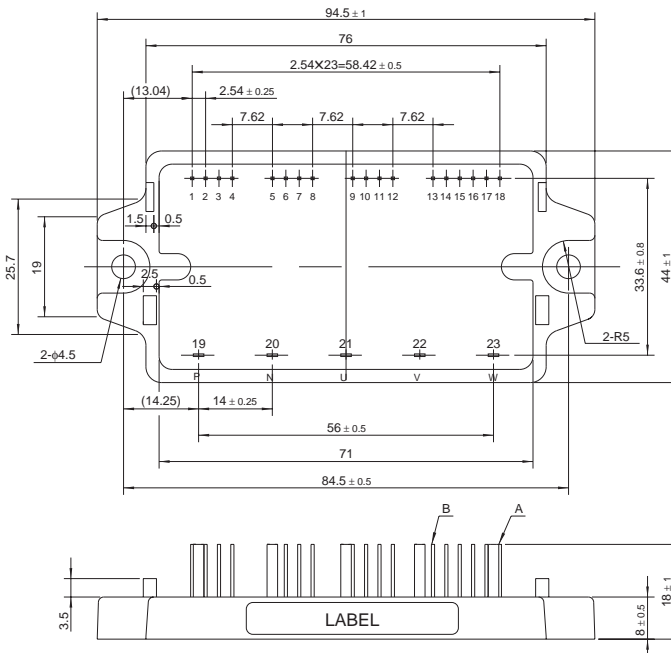 94.5 ± 1
76
2.54X23=58.42 ± 0.5
(13.04) 2.54 ± 0.25
7.62 7.62 7.62
1 2 3 4 5 6 7 8 9 10 11 12 13 14 15 16 17 18
1.5 0.5
25.7
19
2.5 0.5
33.6 ± 0.8
44 ± 1
2-φ4.5
2-R5
19 20 21 22 23
P N U V W
(14.25) 14 ± 0.25
56 ± 0.5
71
84.5 ± 0.5
B A
3.5
LABEL
8 ± 0.5
18 ± 1